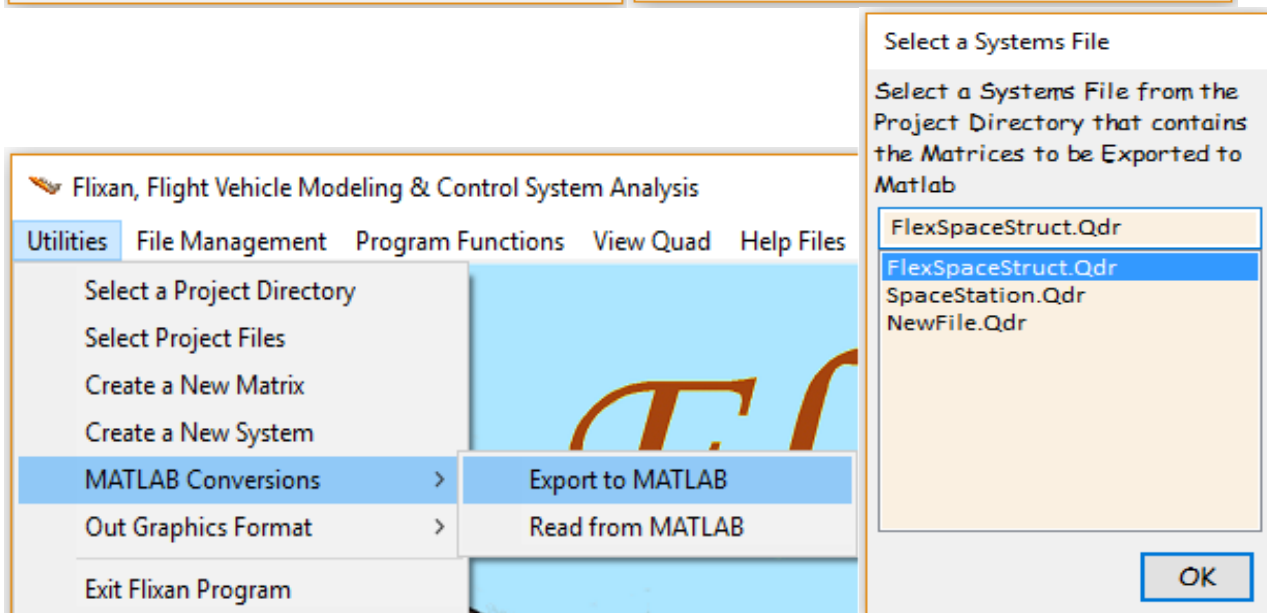 Select a Systems File
Select a Systems File from the
Project Directory that contains
the Matrices to be Exported to
Matlab
FlexSpaceStruct.Qdr
FlexSpaceStruct.Qdr
SpaceStation.Qdr
NewFile.Qdr
OK
Flixan, Flight Vehicle Modeling & Control System Analysis
Utilities File Management Program Functions View Quad Help Files
Select a Project Directory
Select Project Files
Create a New Matrix
Create a New System
MATLAB Conversions >
Export to MATLAB
Read from MATLAB
Out Graphics Format >
Exit Flixan Program